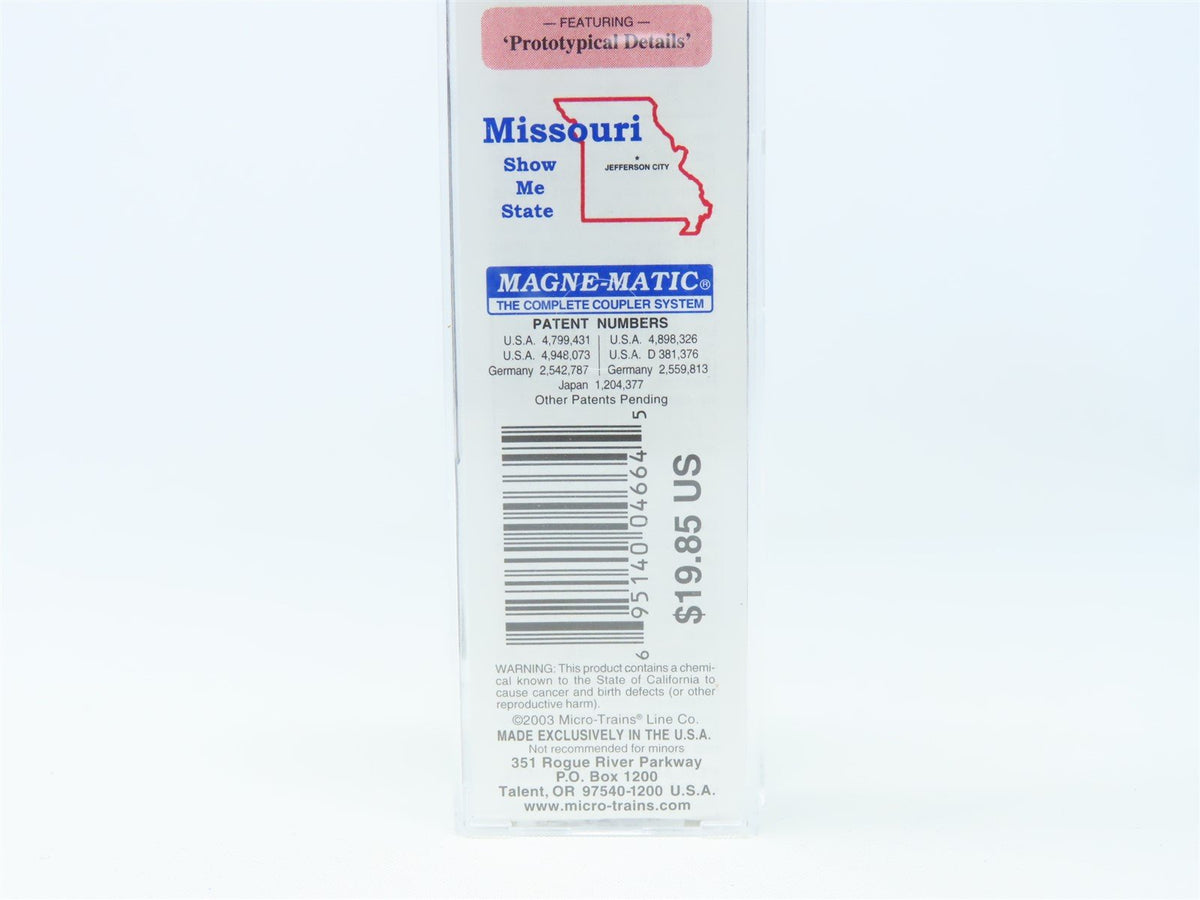 — FEATURING —
'Prototypical Details'
Missouri
Show
Me
State
JEFFERSON CITY
MAGNE-MATIC®
THE COMPLETE COUPLER SYSTEM
PATENT NUMBERS
U.S.A. 4,799,431 U.S.A. 4,898,326
U.S.A. 4,948,073 U.S.A. D 381,376
Germany 2,542,787 Germany 2,559,813
Japan 1,204,377
Other Patents Pending
6 95140 04664 5
$19.85 US
WARNING: This product contains a chemi-
cal known to the State of California to
cause cancer and birth defects (or other
reproductive harm).
©2003 Micro-Trains® Line Co.
MADE EXCLUSIVELY IN THE U.S.A.
Not recommended for minors
351 Rogue River Parkway
P.O. Box 1200
Talent, OR 97540-1200 U.S.A.
www.micro-trains.com